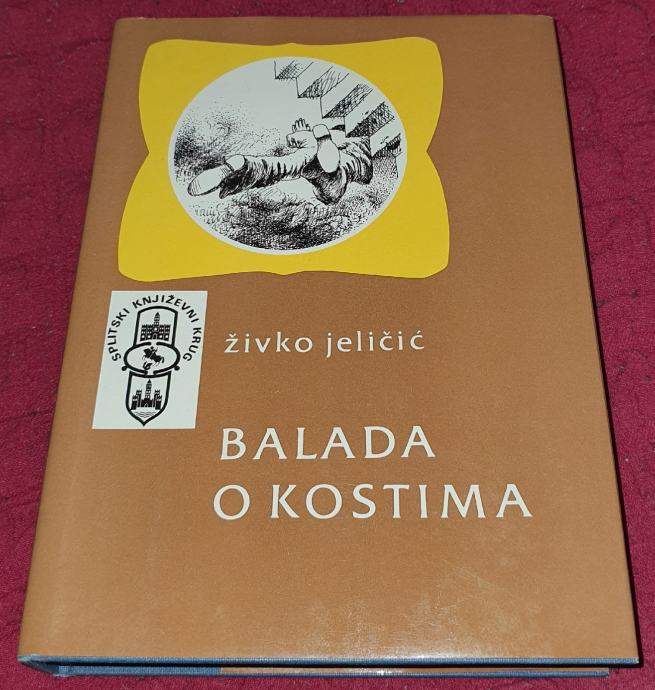 SPLITSKI KNJIŽEVNI KRUG
živko jeličić
BALADA
O KOSTIMA